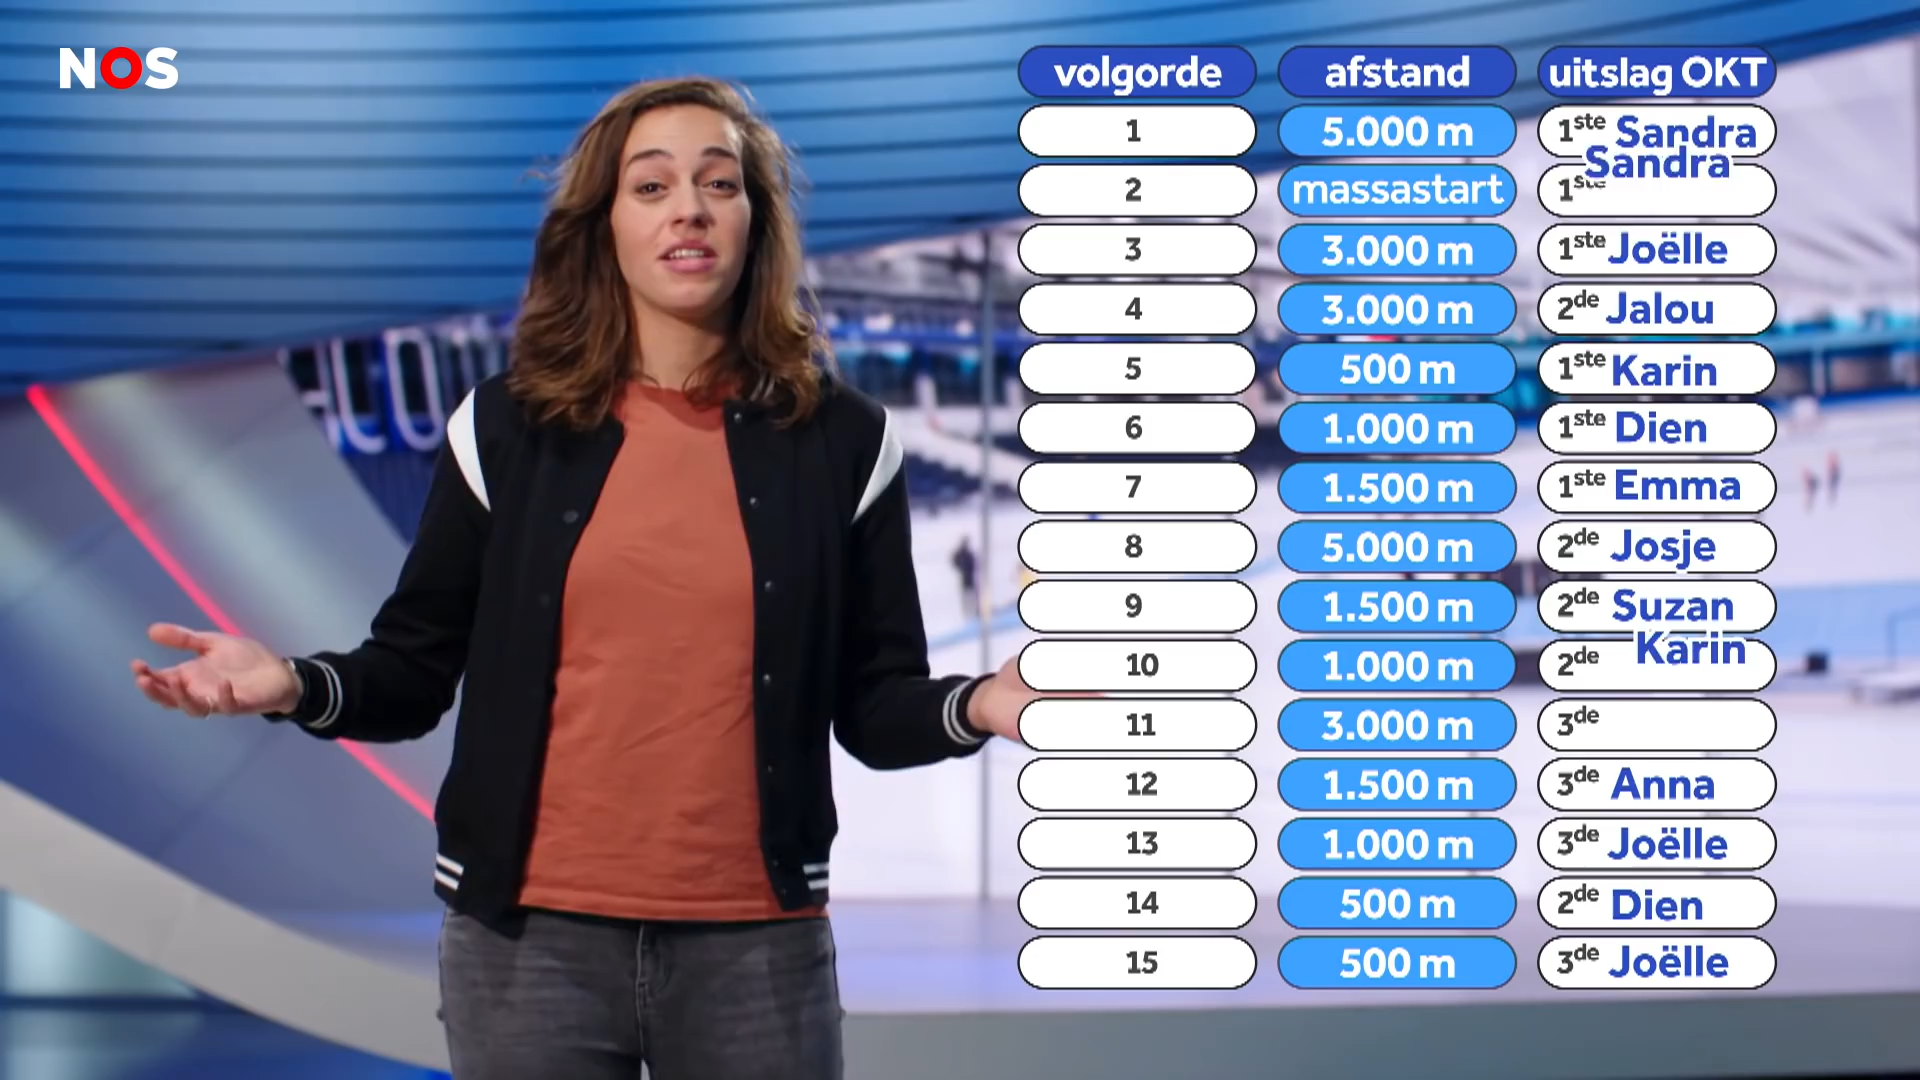 NOS
volgorde afstand uitslag OKT
1 5.000 m 1ste Sandra
Sandra
2 massastart 1ste
3 3.000 m 1ste Joëlle
4 3.000 m 2de Jalou
5 500 m 1ste Karin
6 1.000 m 1ste Dien
7 1.500 m 1ste Emma
8 5.000 m 2de Josje
9 1.500 m 2de Suzan
Karin
10 1.000 m 2de
11 3.000 m 3de
12 1.500 m 3de Anna
13 1.000 m 3de Joëlle
14 500 m 2de Dien
15 500 m 3de Joëlle